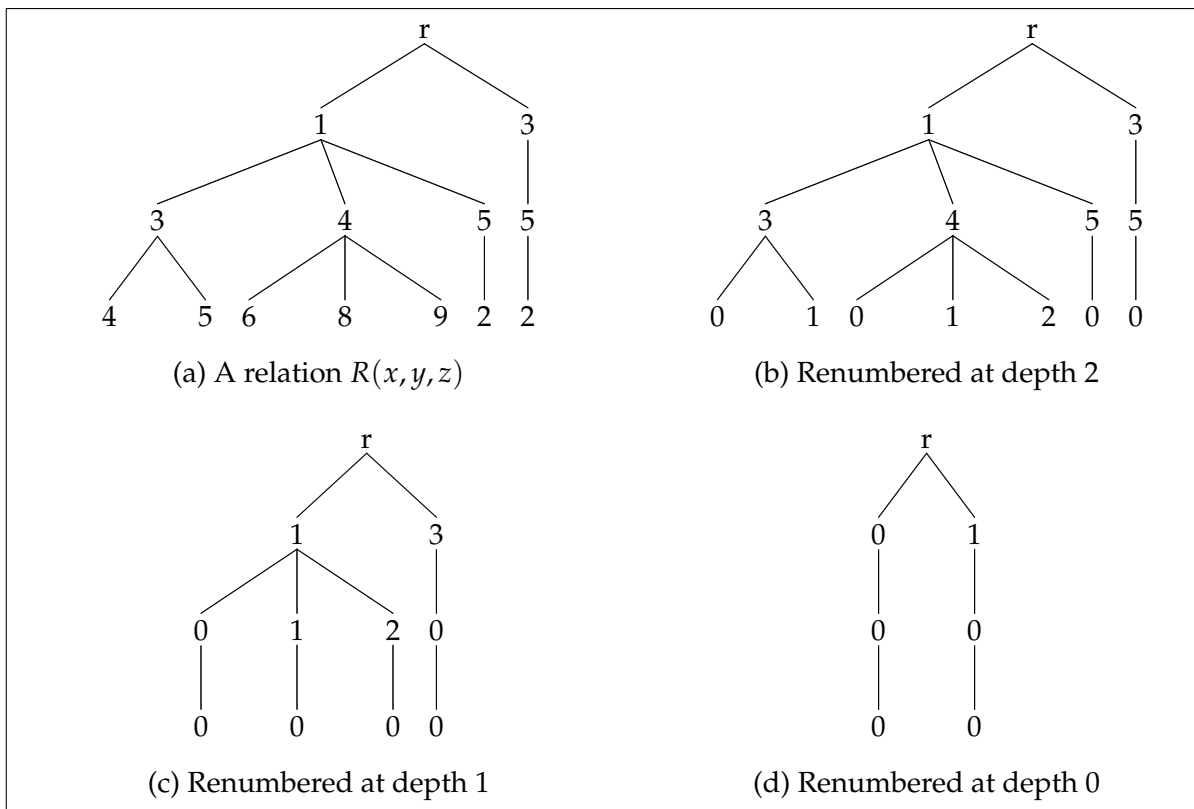 r r
1 3 1 3
3 4 5 5 3 4 5 5
4 5 6 8 9 2 2 0 1 0 1 2 0 0
(a) A relation R(x, y, z) (b) Renumbered at depth 2
r r
1 3 0 1
0 1 2 0 0 0
0 0 0 0 0 0
(c) Renumbered at depth 1 (d) Renumbered at depth 0